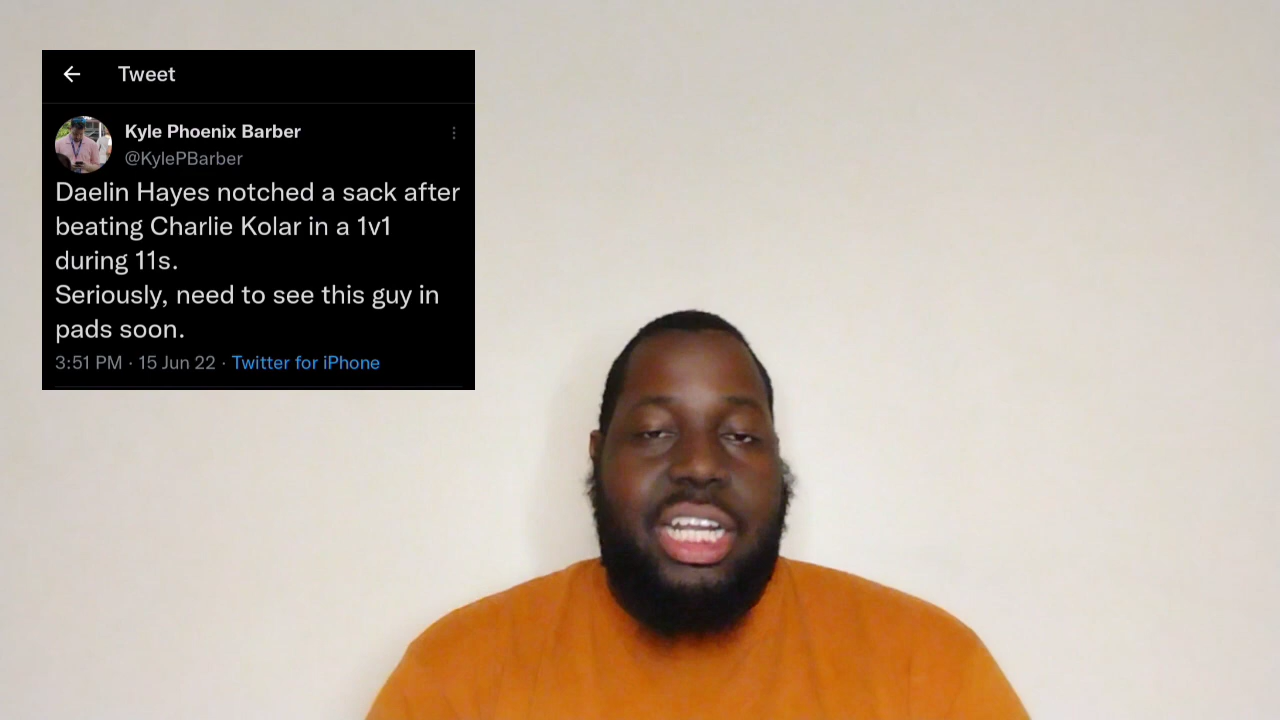 Tweet
Kyle Phoenix Barber
@KylePBarber
Daelin Hayes notched a sack after
beating Charlie Kolar in a 1v1
during 11s.
Seriously, need to see this guy in
pads soon.
3:51 PM · 15 Jun 22 · Twitter for iPhone